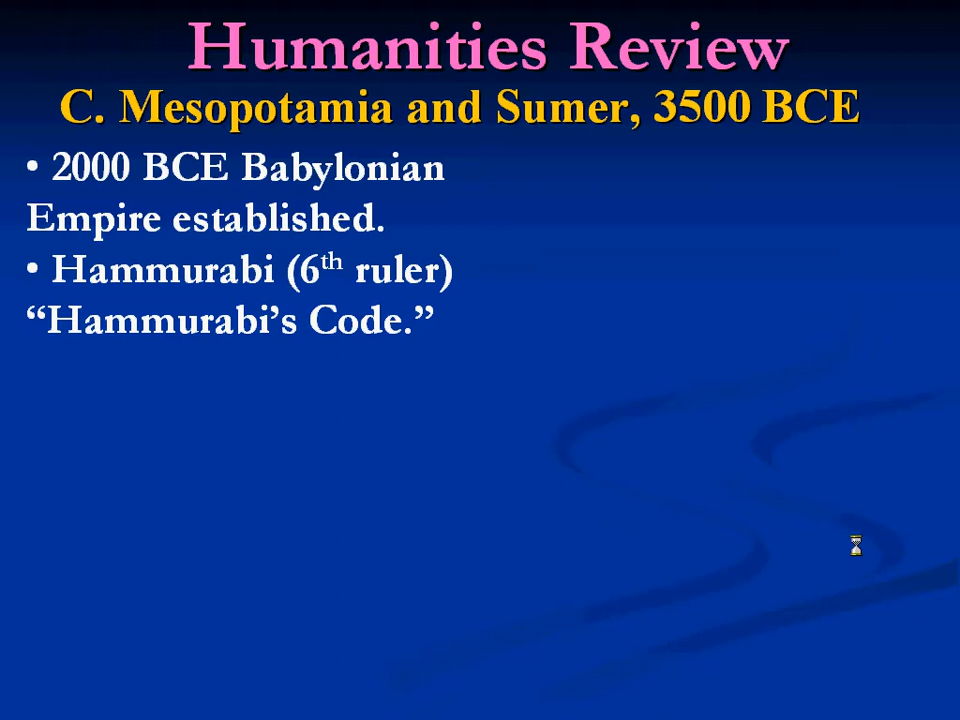 Humanities Review
C. Mesopotamia and Sumer, 3500 BCE
• 2000 BCE Babylonian
Empire established.
• Hammurabi (6th ruler)
“Hammurabi’s Code.”